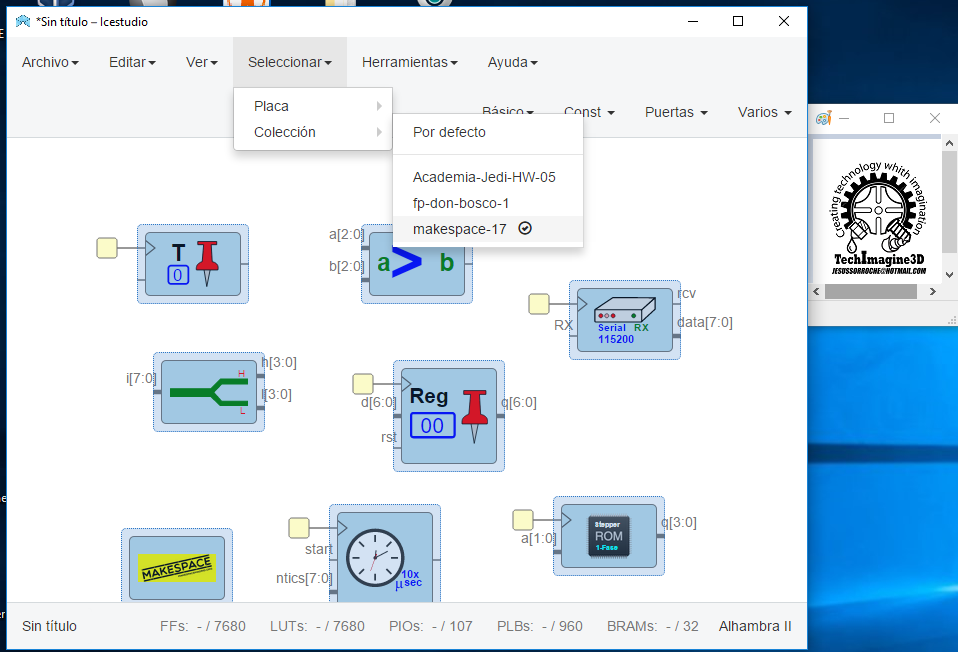 *Sin título – Icestudio
Archivo Editar Ver Seleccionar Herramientas Ayuda
Placa
Colección
Básico Const Puertas Varios
Por defecto
Academia-Jedi-HW-05
fp-don-bosco-1
makespace-17
T
0
a[2:0]
b[2:0]
a > b
RX
Serial RX
115200
rcv
data[7:0]
i[7:0]
H
L
h[3:0]
l[3:0]
d[6:0]
rst
Reg
00
q[6:0]
MAKESPACE
start
ntics[7:0]
10x
μsec
a[1:0]
Stepper
ROM
1-Fase
q[3:0]
Sin título FFs: - / 7680 LUTs: - / 7680 PIOs: - / 107 PLBs: - / 960 BRAMs: - / 32 Alhambra II
creating technology whith imagination
TechImagine3D
JESUSSORROCHE@HOTMAIL.COM